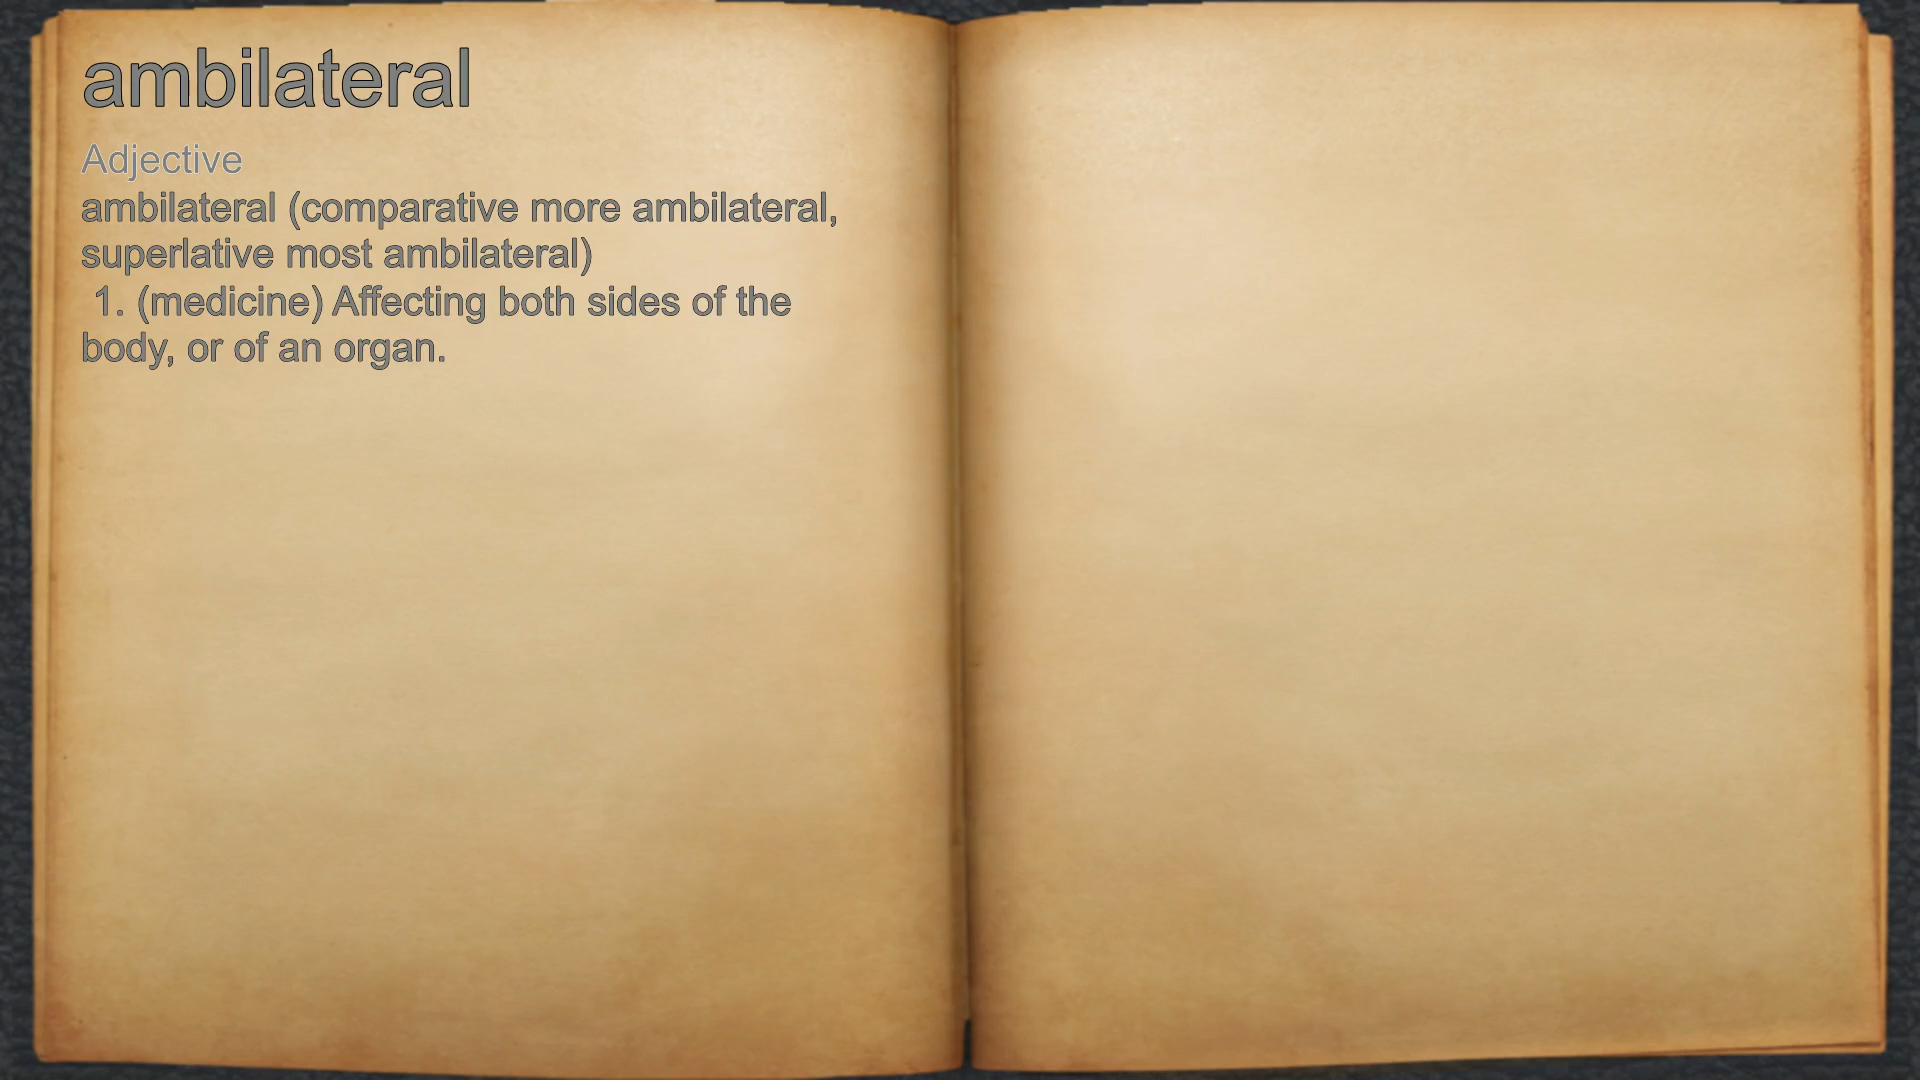 ambilateral
Adjective
ambilateral (comparative more ambilateral,
superlative most ambilateral)
1. (medicine) Affecting both sides of the
body, or of an organ.